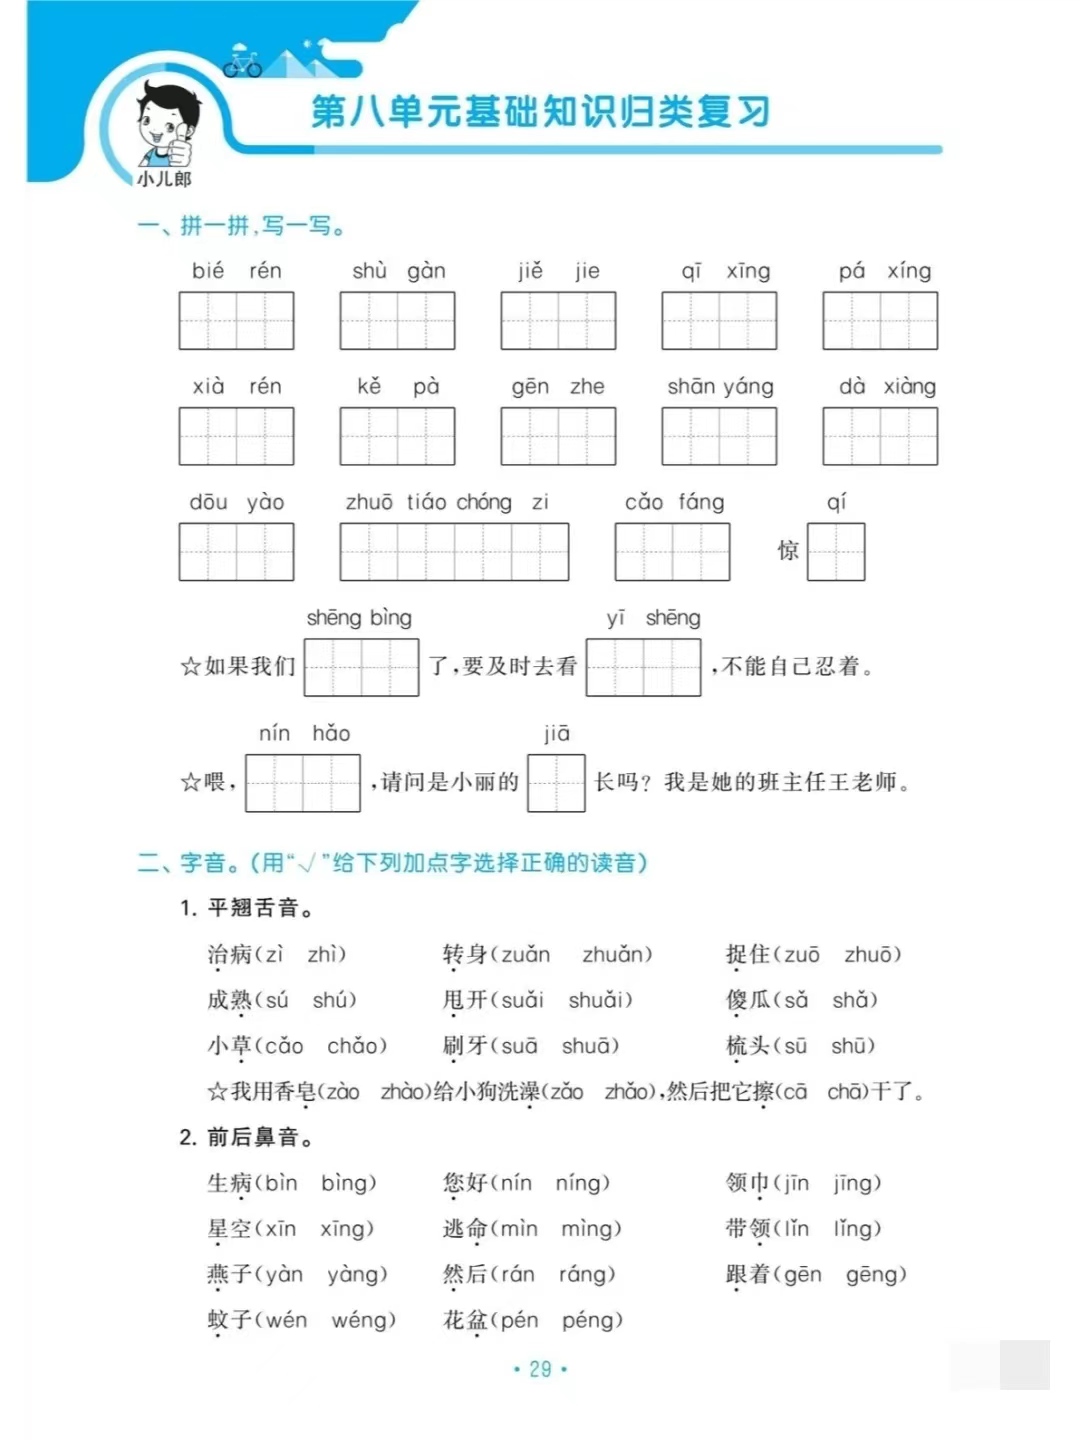 第八单元基础知识归类复习
小儿郎
一、拼一拼,写一写。
bié rén shù gàn jiě jie qī xīng pá xíng
xià rén kě pà gēn zhe shān yáng dà xiàng
dōu yào zhuō tiáo chóng zi cǎo fáng qí
惊
shēng bìng yī shēng
☆如果我们 了,要及时去看 ,不能自己忍着。
nín hǎo jiā
☆喂, ,请问是小丽的 长吗？我是她的班主任王老师。
二、字音。(用“√”给下列加点字选择正确的读音)
1. 平翘舌音。
治病(zì zhì) 转身(zuǎn zhuǎn) 捉住(zuō zhuō)
成熟(sú shú) 甩开(suǎi shuǎi) 傻瓜(sǎ shǎ)
小草(cǎo chǎo) 刷牙(suā shuā) 梳头(sū shū)
☆我用香皂(zào zhào)给小狗洗澡(zǎo zhǎo),然后把它擦(cā chā)干了。
2. 前后鼻音。
生病(bìn bìng) 您好(nín níng) 领巾(jīn jīng)
星空(xīn xīng) 逃命(mìn mìng) 带领(lǐn lǐng)
燕子(yàn yàng) 然后(rán ráng) 跟着(gēn gēng)
蚊子(wén wéng) 花盆(pén péng)
· 29 ·